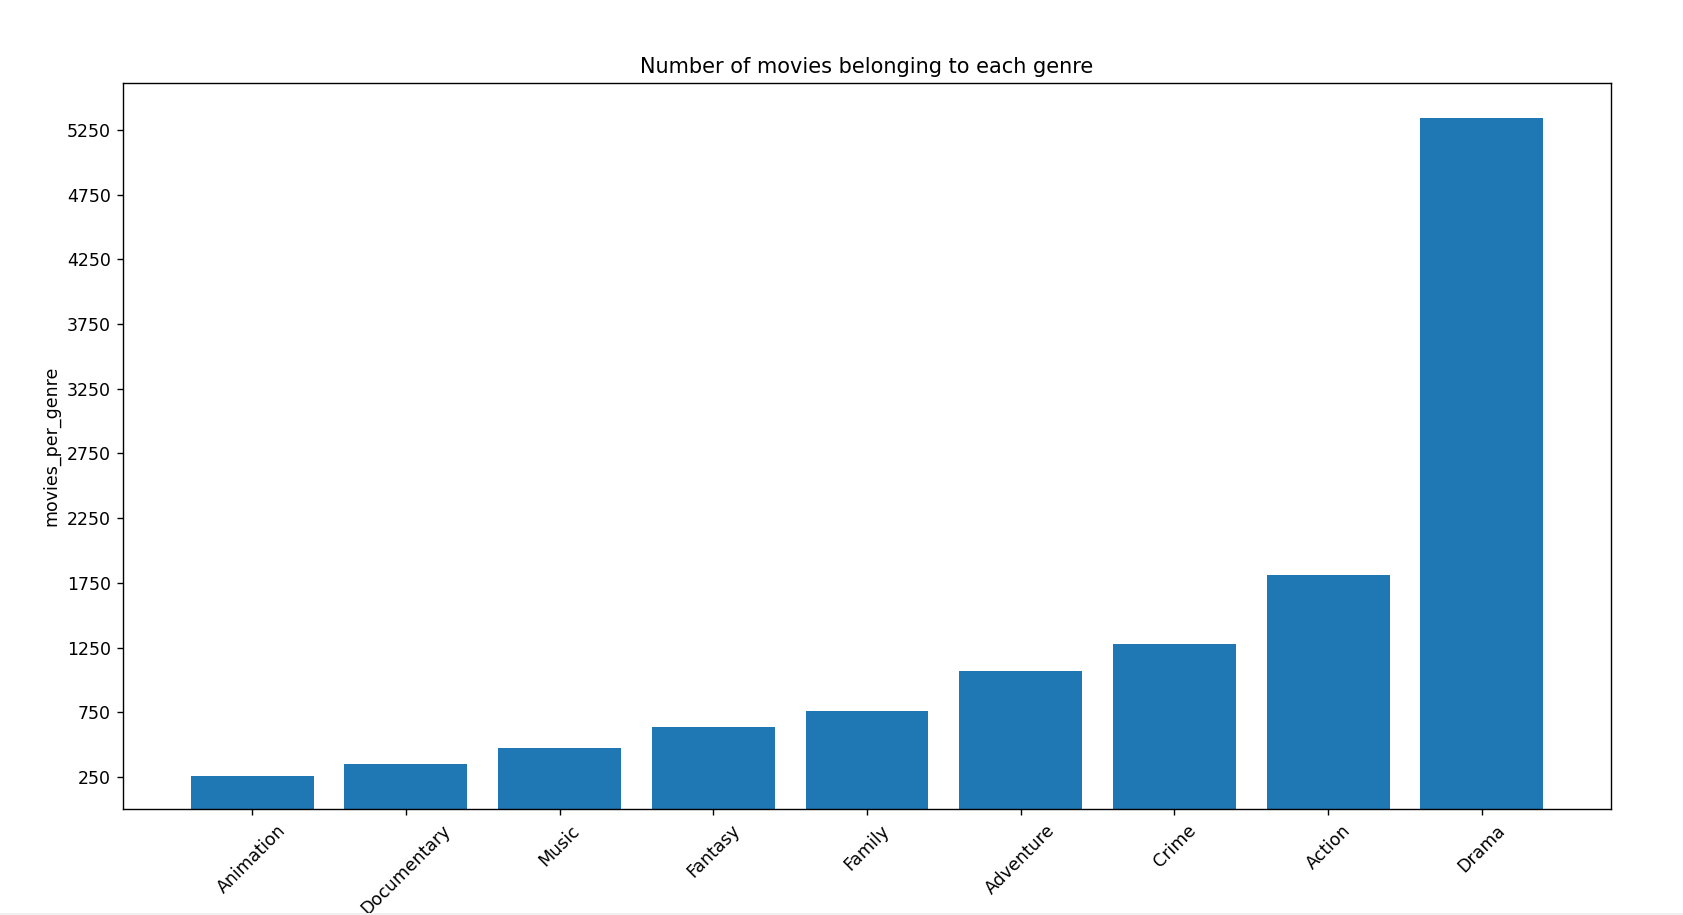 Number of movies belonging to each genre
movies_per_genre
5250
4750
4250
3750
3250
2750
2250
1750
1250
750
250
Animation
Documentary
Music
Fantasy
Family
Adventure
Crime
Action
Drama